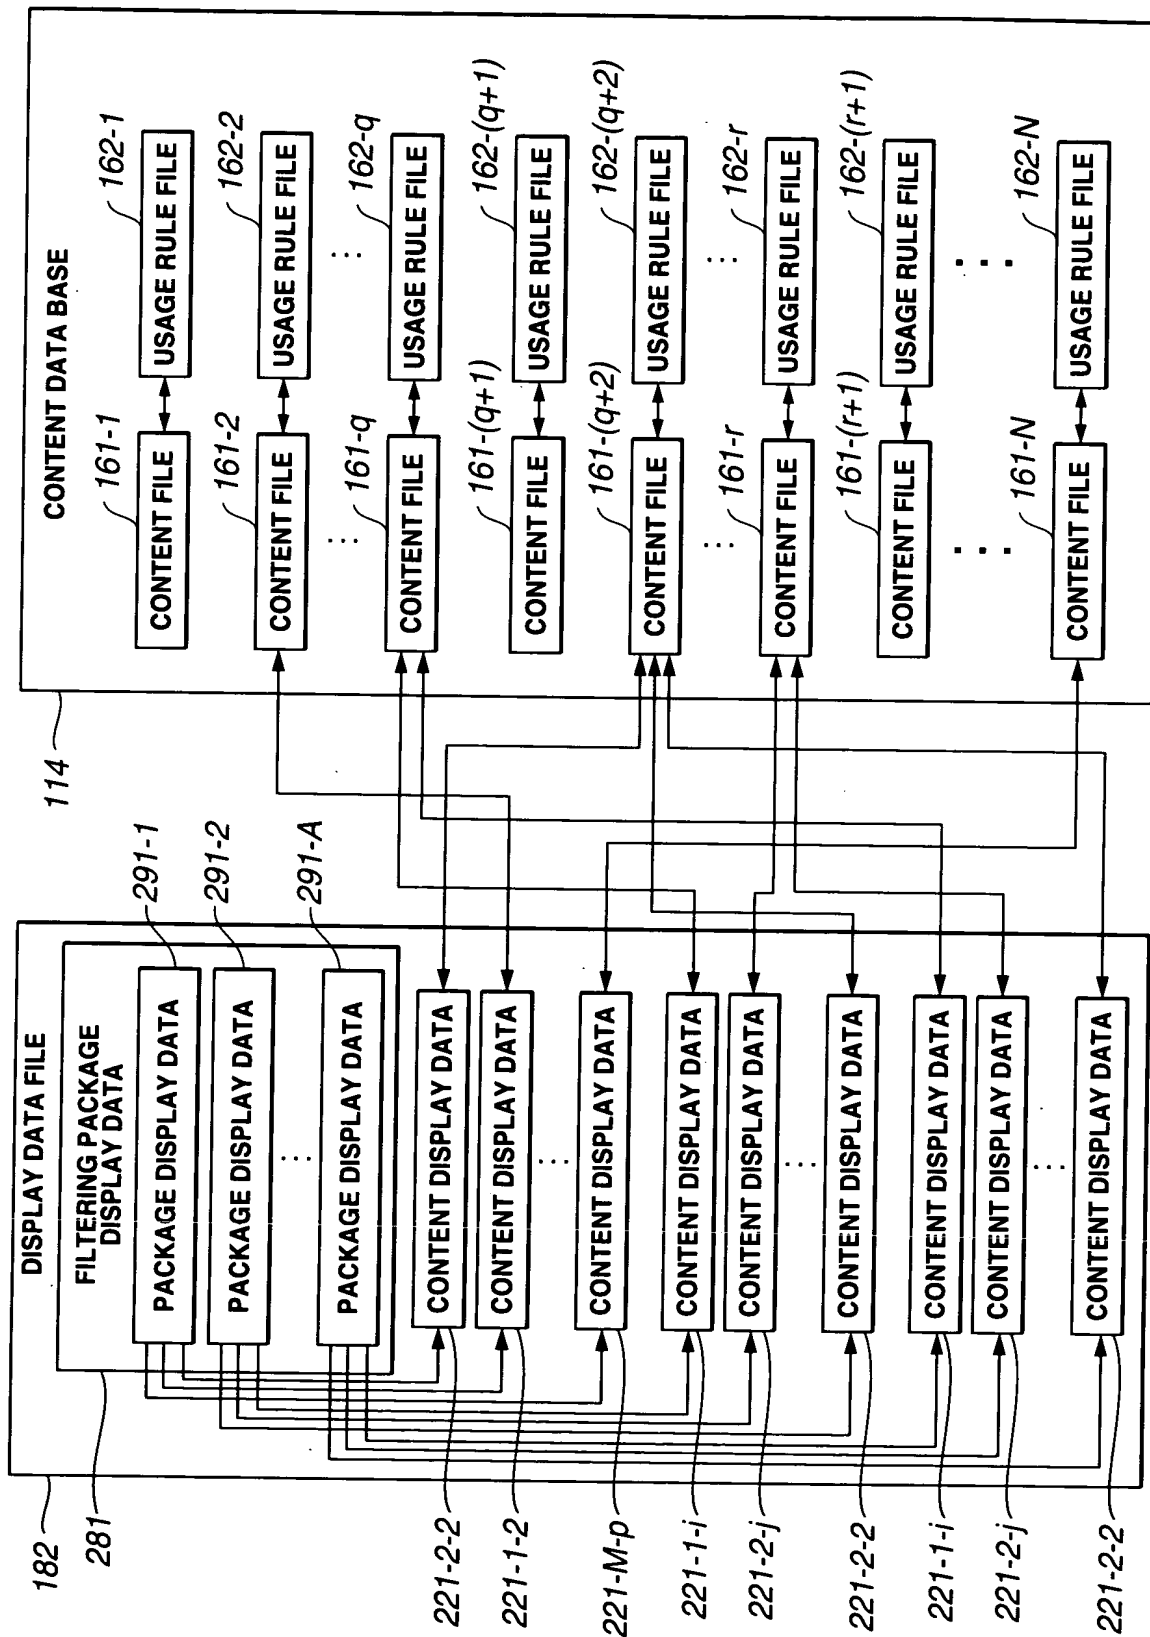 DISPLAY DATA FILE
FILTERING PACKAGE
DISPLAY DATA
PACKAGE DISPLAY DATA
PACKAGE DISPLAY DATA
...
PACKAGE DISPLAY DATA
CONTENT DISPLAY DATA
CONTENT DISPLAY DATA
...
CONTENT DISPLAY DATA
CONTENT DISPLAY DATA
CONTENT DISPLAY DATA
...
CONTENT DISPLAY DATA
CONTENT DISPLAY DATA
CONTENT DISPLAY DATA
...
CONTENT DISPLAY DATA
182
281
221-2-2
221-1-2
221-M-p
221-1-i
221-2-j
221-2-2
221-1-i
221-2-j
221-2-2
291-1
291-2
291-A
114
CONTENT DATA BASE
161-1
CONTENT FILE
162-1
USAGE RULE FILE
161-2
CONTENT FILE
162-2
USAGE RULE FILE
...
...
161-q
CONTENT FILE
162-q
USAGE RULE FILE
161-(q+1)
CONTENT FILE
162-(q+1)
USAGE RULE FILE
161-(q+2)
CONTENT FILE
162-(q+2)
USAGE RULE FILE
...
...
161-r
CONTENT FILE
162-r
USAGE RULE FILE
161-(r+1)
CONTENT FILE
162-(r+1)
USAGE RULE FILE
...
...
161-N
CONTENT FILE
162-N
USAGE RULE FILE